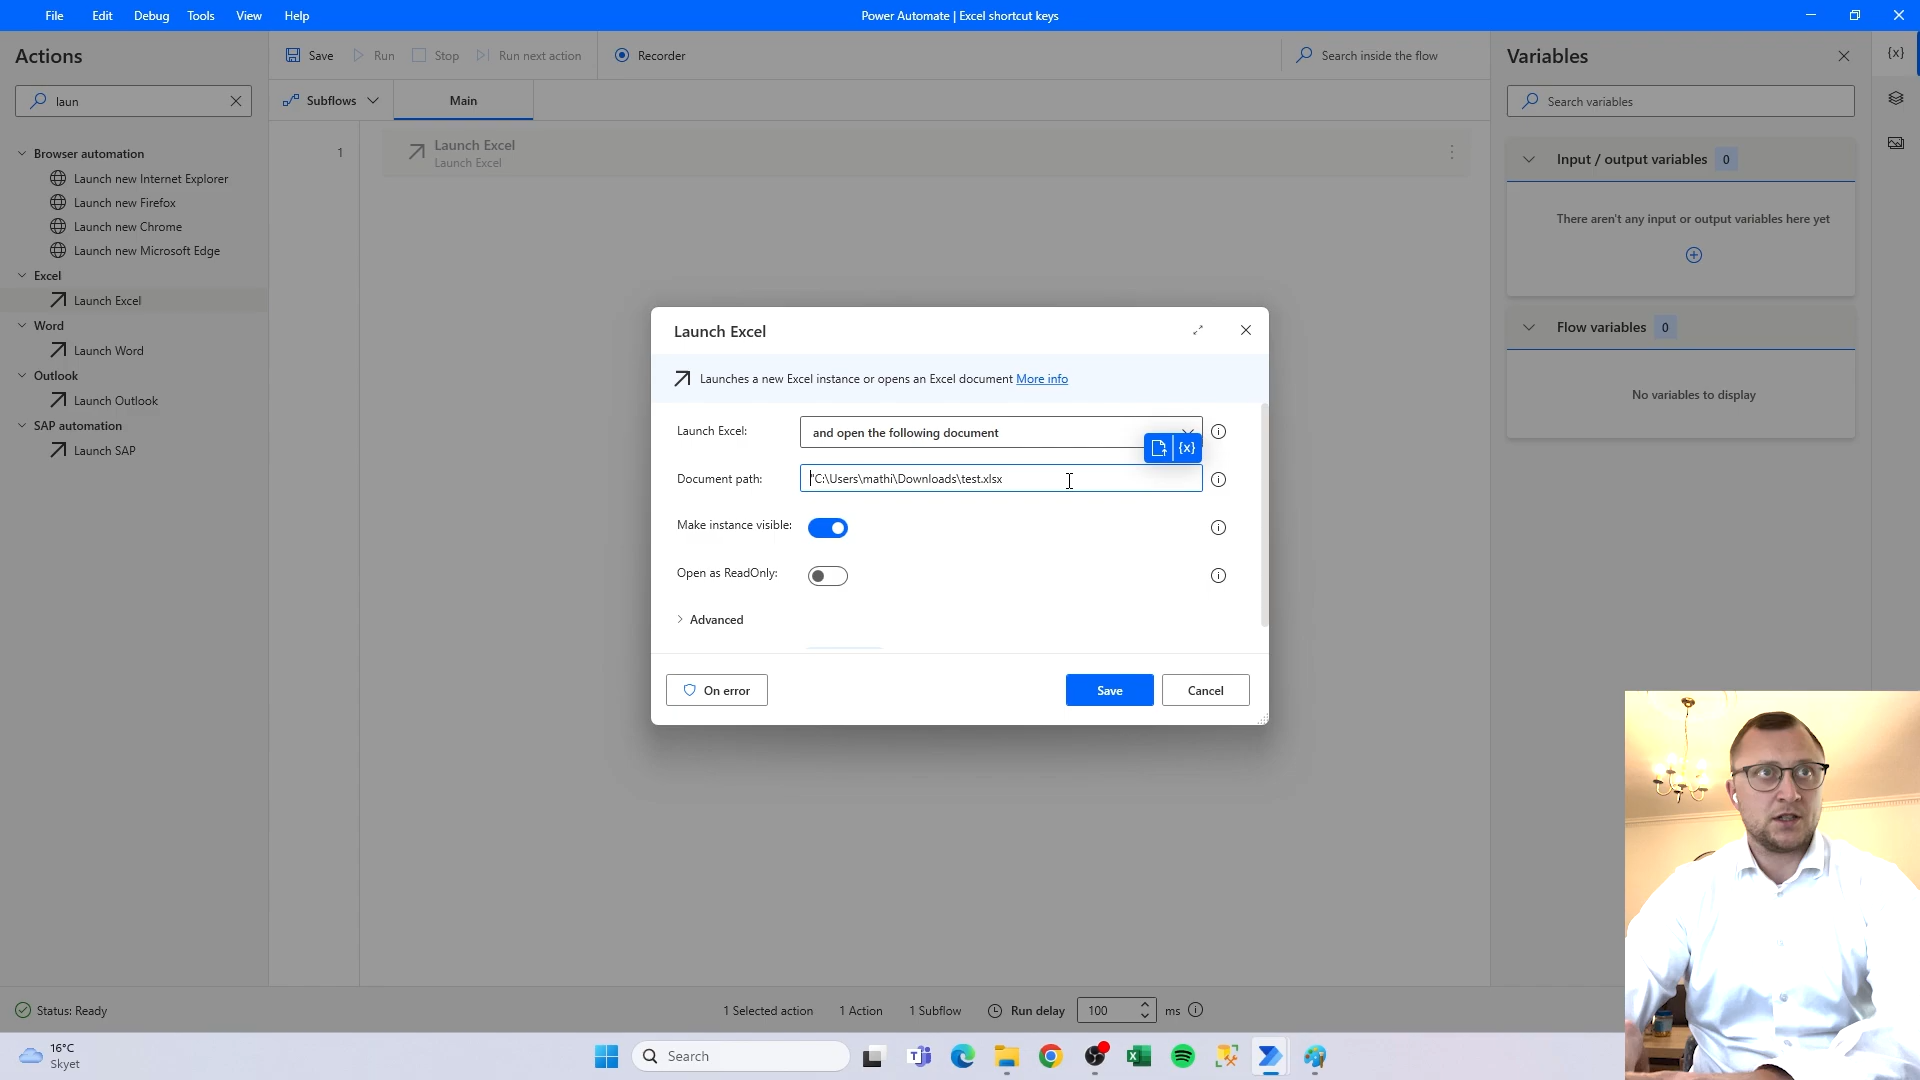 File Edit Debug Tools View Help
Power Automate | Excel shortcut keys
Actions
Save Run Stop Run next action Recorder
Search inside the flow
Variables
{x}
laun
Subflows Main
Search variables
Browser automation
Launch new Internet Explorer
Launch new Firefox
Launch new Chrome
Launch new Microsoft Edge
Excel
Launch Excel
Word
Launch Word
Outlook
Launch Outlook
SAP automation
Launch SAP
1
Launch Excel
Launch Excel
Input / output variables 0
There aren't any input or output variables here yet
Flow variables 0
No variables to display
Launch Excel
Launches a new Excel instance or opens an Excel document More info
Launch Excel: and open the following document
{x}
Document path: "C:\Users\mathi\Downloads\test.xlsx
Make instance visible:
Open as ReadOnly:
Advanced
On error Save Cancel
Status: Ready
1 Selected action 1 Action 1 Subflow Run delay 100 ms
16°C
Skyet
Search